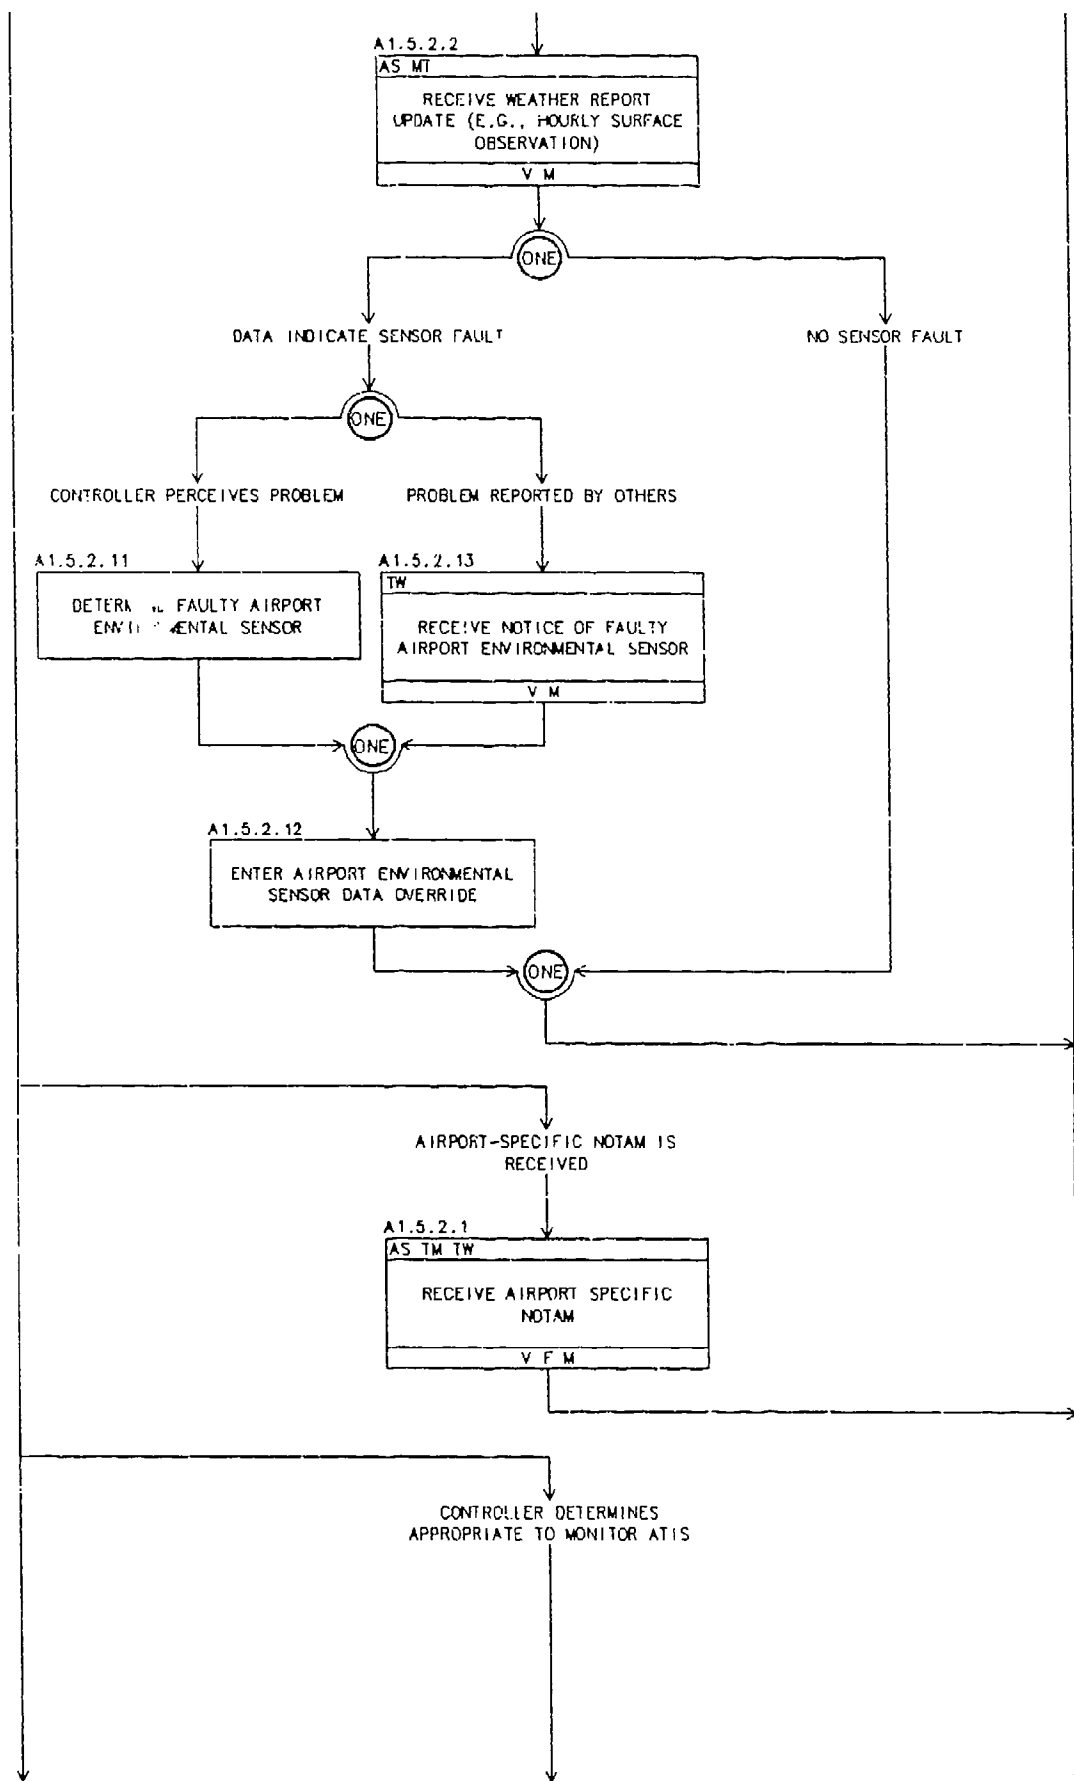 A1.5.2.2
AS MT
RECEIVE WEATHER REPORT
UPDATE (E.G., HOURLY SURFACE
OBSERVATION)
V M
ONE
DATA INDICATE SENSOR FAULT
NO SENSOR FAULT
ONE
CONTROLLER PERCEIVES PROBLEM
PROBLEM REPORTED BY OTHERS
A1.5.2.11
FAULTY AIRPORT
SENSOR
A1.5.2.13
TW
RECEIVE NOTICE OF FAULTY
AIRPORT ENVIRONMENTAL SENSOR
V M
ONE
A1.5.2.12
ENTER AIRPORT ENVIRONMENTAL
SENSOR DATA OVERRIDE
ONE
AIRPORT-SPECIFIC NOTAM IS
RECEIVED
A1.5.2.1
AS TM TW
RECEIVE AIRPORT SPECIFIC
NOTAM
V F M
CONTROLLER DETERMINES
APPROPRIATE TO MONITOR ATIS